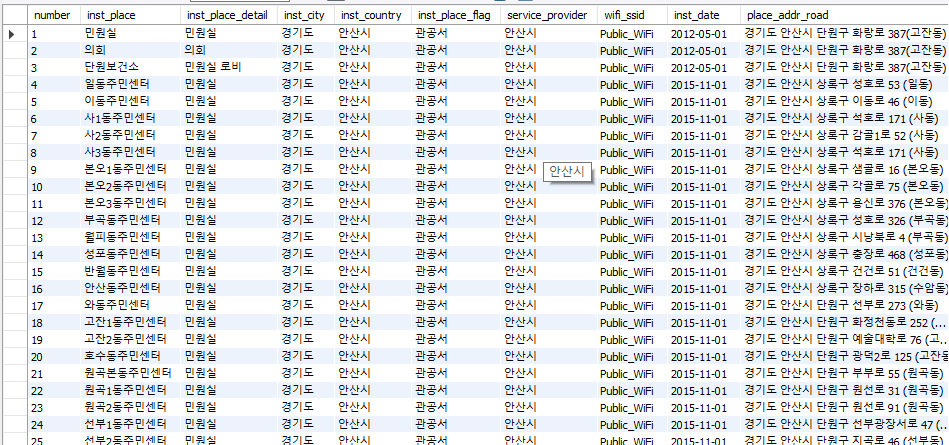 number inst_place inst_place_detail inst_city inst_country inst_place_flag service_provider wifi_ssid inst_date place_addr_road
1 민원실 민원실 경기도 안산시 관공서 안산시 Public_WiFi 2012-05-01 경기도 안산시 단원구 화랑로 387(고잔동)
2 의회 의회 경기도 안산시 관공서 안산시 Public_WiFi 2012-05-01 경기도 안산시 단원구 화랑로 387(고잔동)
3 단원보건소 민원실 로비 경기도 안산시 관공서 안산시 Public_WiFi 2012-05-01 경기도 안산시 단원구 화랑로 387(고잔동)
4 일동주민센터 민원실 경기도 안산시 관공서 안산시 Public_WiFi 2015-11-01 경기도 안산시 상록구 성호로 53 (일동)
5 이동주민센터 민원실 경기도 안산시 관공서 안산시 Public_WiFi 2015-11-01 경기도 안산시 상록구 이동로 46 (이동)
6 사1동주민센터 민원실 경기도 안산시 관공서 안산시 Public_WiFi 2015-11-01 경기도 안산시 상록구 석호로 171 (사동)
7 사2동주민센터 민원실 경기도 안산시 관공서 안산시 Public_WiFi 2015-11-01 경기도 안산시 상록구 감골1로 52 (사동)
8 사3동주민센터 민원실 경기도 안산시 관공서 안산시 Public_WiFi 2015-11-01 경기도 안산시 상록구 석호로 171 (사동)
9 본오1동주민센터 민원실 경기도 안산시 관공서 안산시 안산시 Public_WiFi 2015-11-01 경기도 안산시 상록구 샘골로 16 (본오동)
10 본오2동주민센터 민원실 경기도 안산시 관공서 안산시 Public_WiFi 2015-11-01 경기도 안산시 상록구 각골로 75 (본오동)
11 본오3동주민센터 민원실 경기도 안산시 관공서 안산시 Public_WiFi 2015-11-01 경기도 안산시 상록구 용신로 376 (본오동)
12 부곡동주민센터 민원실 경기도 안산시 관공서 안산시 Public_WiFi 2015-11-01 경기도 안산시 상록구 성호로 326 (부곡동)
13 월피동주민센터 민원실 경기도 안산시 관공서 안산시 Public_WiFi 2015-11-01 경기도 안산시 상록구 시낭북로 4 (부곡동)
14 성포동주민센터 민원실 경기도 안산시 관공서 안산시 Public_WiFi 2015-11-01 경기도 안산시 상록구 충장로 468 (성포동)
15 반월동주민센터 민원실 경기도 안산시 관공서 안산시 Public_WiFi 2015-11-01 경기도 안산시 상록구 건건로 51 (건건동)
16 안산동주민센터 민원실 경기도 안산시 관공서 안산시 Public_WiFi 2015-11-01 경기도 안산시 상록구 장하로 315 (수암동)
17 와동주민센터 민원실 경기도 안산시 관공서 안산시 Public_WiFi 2015-11-01 경기도 안산시 단원구 선부로 273 (와동)
18 고잔1동주민센터 민원실 경기도 안산시 관공서 안산시 Public_WiFi 2015-11-01 경기도 안산시 단원구 화정천동로 252 (...
19 고잔2동주민센터 민원실 경기도 안산시 관공서 안산시 Public_WiFi 2015-11-01 경기도 안산시 단원구 예술대학로 76 (고...
20 호수동주민센터 민원실 경기도 안산시 관공서 안산시 Public_WiFi 2015-11-01 경기도 안산시 단원구 광덕2로 125 (고잔동)
21 원곡본동주민센터 민원실 경기도 안산시 관공서 안산시 Public_WiFi 2015-11-01 경기도 안산시 단원구 부부로 55 (원곡동)
22 원곡1동주민센터 민원실 경기도 안산시 관공서 안산시 Public_WiFi 2015-11-01 경기도 안산시 단원구 원선로 31 (원곡동)
23 원곡2동주민센터 민원실 경기도 안산시 관공서 안산시 Public_WiFi 2015-11-01 경기도 안산시 단원구 원선로 91 (원곡동)
24 선부1동주민센터 민원실 경기도 안산시 관공서 안산시 Public_WiFi 2015-11-01 경기도 안산시 단원구 선부광장서로 47 (...
25 선부2동주민센터 민원실 경기도 안산시 관공서 안산시 Public_WiFi 2015-11-01 경기도 안산시 단원구 지곡로 46 (선부동)